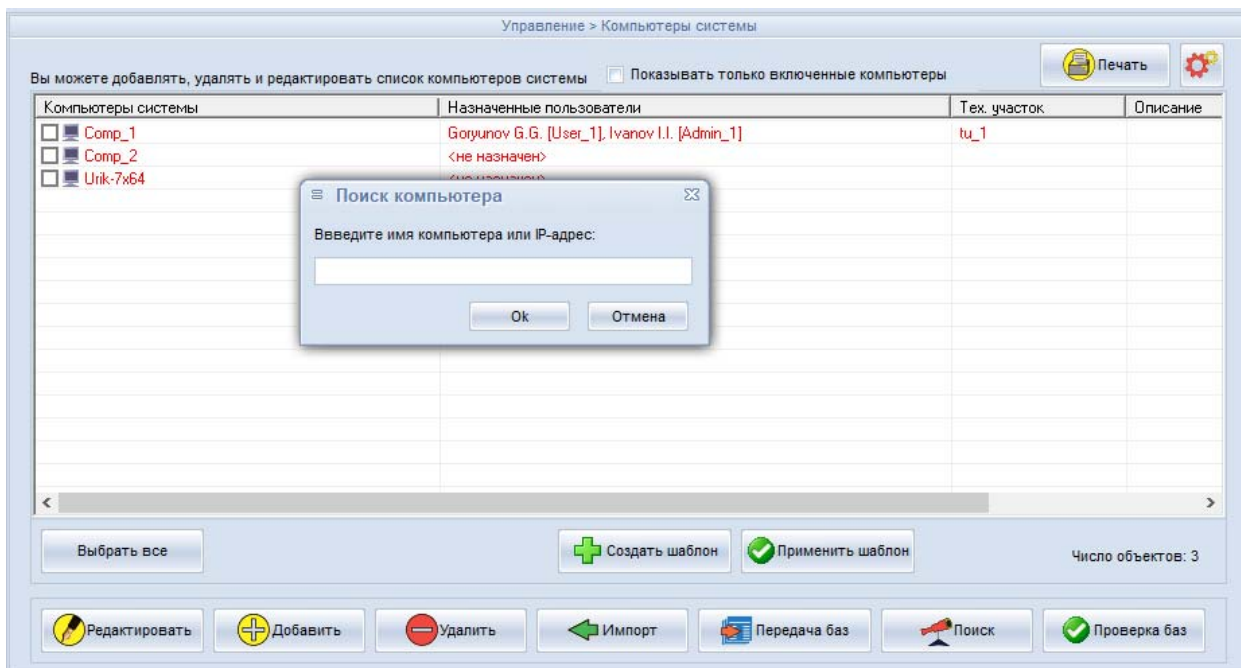 Управление > Компьютеры системы
Вы можете добавлять, удалять и редактировать список компьютеров системы Показывать только включенные компьютеры Печать
Компьютеры системы Назначенные пользователи Тех. участок Описание
Comp_1 Goryunov G.G. [User_1], Ivanov I.I. [Admin_1] tu_1
Comp_2 <не назначен>
Urik-7x64
Поиск компьютера
Ввведите имя компьютера или IP-адрес:
Ok Отмена
Выбрать все Создать шаблон Применить шаблон Число объектов: 3
Редактировать Добавить Удалить Импорт Передача баз Поиск Проверка баз